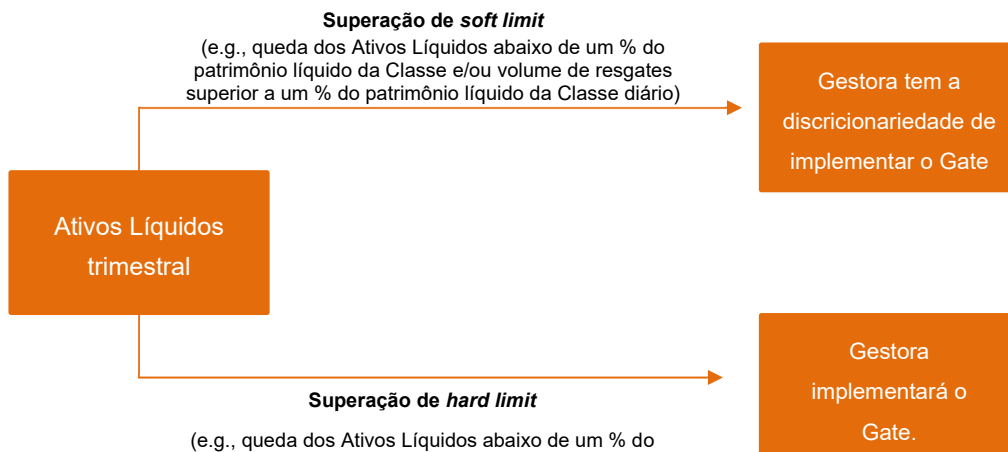 Superação de soft limit
(e.g., queda dos Ativos Líquidos abaixo de um % do
patrimônio líquido da Classe e/ou volume de resgates
superior a um % do patrimônio líquido da Classe diário)
Gestora tem a
discricionariedade de
implementar o Gate
Ativos Líquidos
trimestral
Gestora
implementará o
Gate.
Superação de hard limit
(e.g., queda dos Ativos Líquidos abaixo de um % do